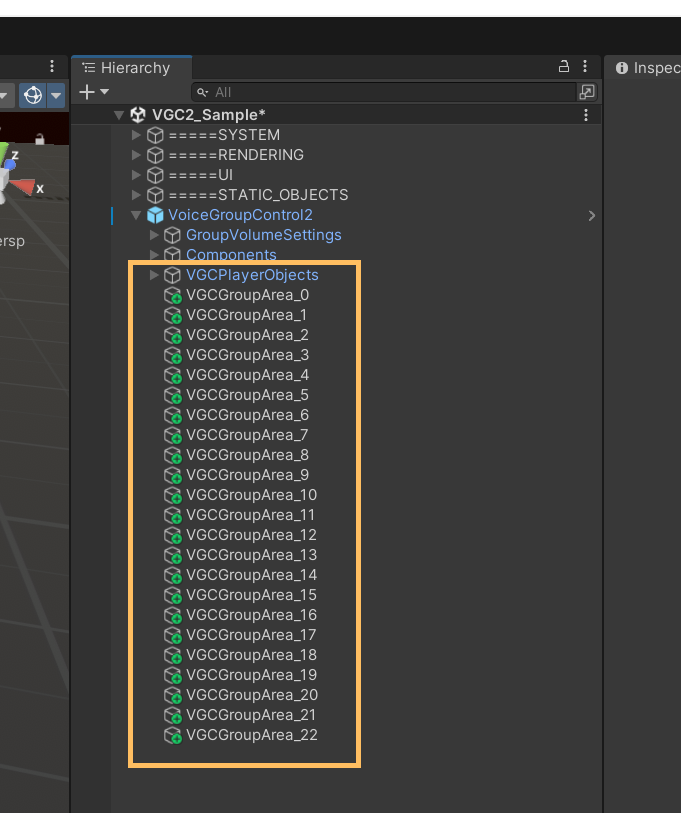 Hierarchy
Inspec
All
VGC2_Sample*
=====SYSTEM
=====RENDERING
=====UI
=====STATIC_OBJECTS
VoiceGroupControl2
GroupVolumeSettings
Components
VGCPlayerObjects
VGCGroupArea_0
VGCGroupArea_1
VGCGroupArea_2
VGCGroupArea_3
VGCGroupArea_4
VGCGroupArea_5
VGCGroupArea_6
VGCGroupArea_7
VGCGroupArea_8
VGCGroupArea_9
VGCGroupArea_10
VGCGroupArea_11
VGCGroupArea_12
VGCGroupArea_13
VGCGroupArea_14
VGCGroupArea_15
VGCGroupArea_16
VGCGroupArea_17
VGCGroupArea_18
VGCGroupArea_19
VGCGroupArea_20
VGCGroupArea_21
VGCGroupArea_22
z
x
ersp